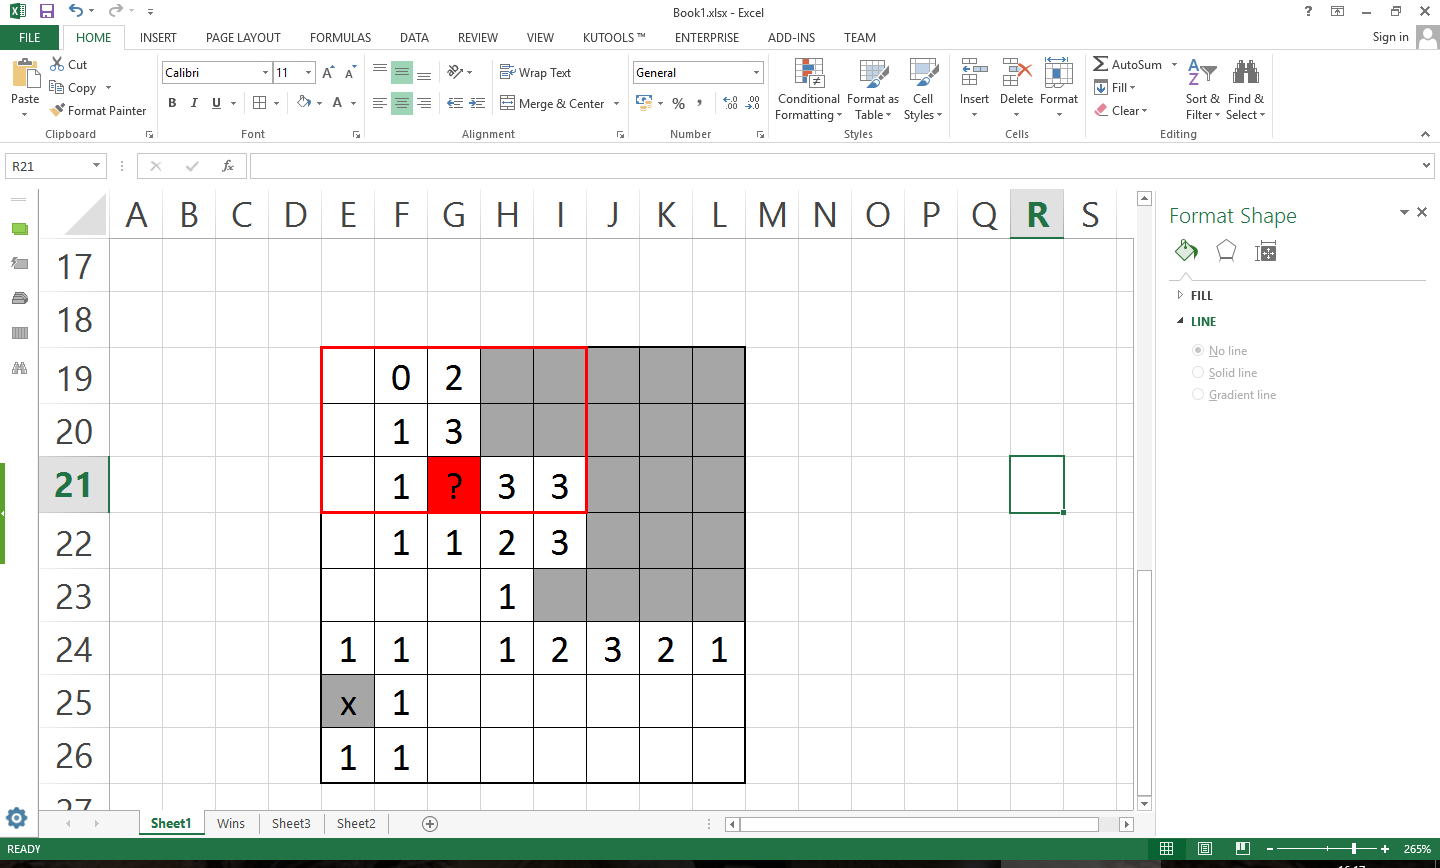 Book1.xlsx - Excel
?
FILE HOME INSERT PAGE LAYOUT FORMULAS DATA REVIEW VIEW KUTOOLS ™ ENTERPRISE ADD-INS TEAM Sign in
Paste
Cut
Copy
Format Painter
Clipboard
Calibri 11
B I U
Font
Wrap Text
Merge & Center
Alignment
General
%
Number
Conditional Formatting
Format as Table
Cell Styles
Styles
Insert Delete Format
Cells
AutoSum
Fill
Clear
Sort & Filter
Find & Select
Editing
R21
fx
A B C D E F G H I J K L M N O P Q R S
17
18
19 0 2
20 1 3
21 1 ? 3 3
22 1 1 2 3
23 1
24 1 1 1 2 3 2 1
25 x 1
26 1 1
27
Format Shape
FILL
LINE
No line
Solid line
Gradient line
Sheet1 Wins Sheet3 Sheet2
READY 265%